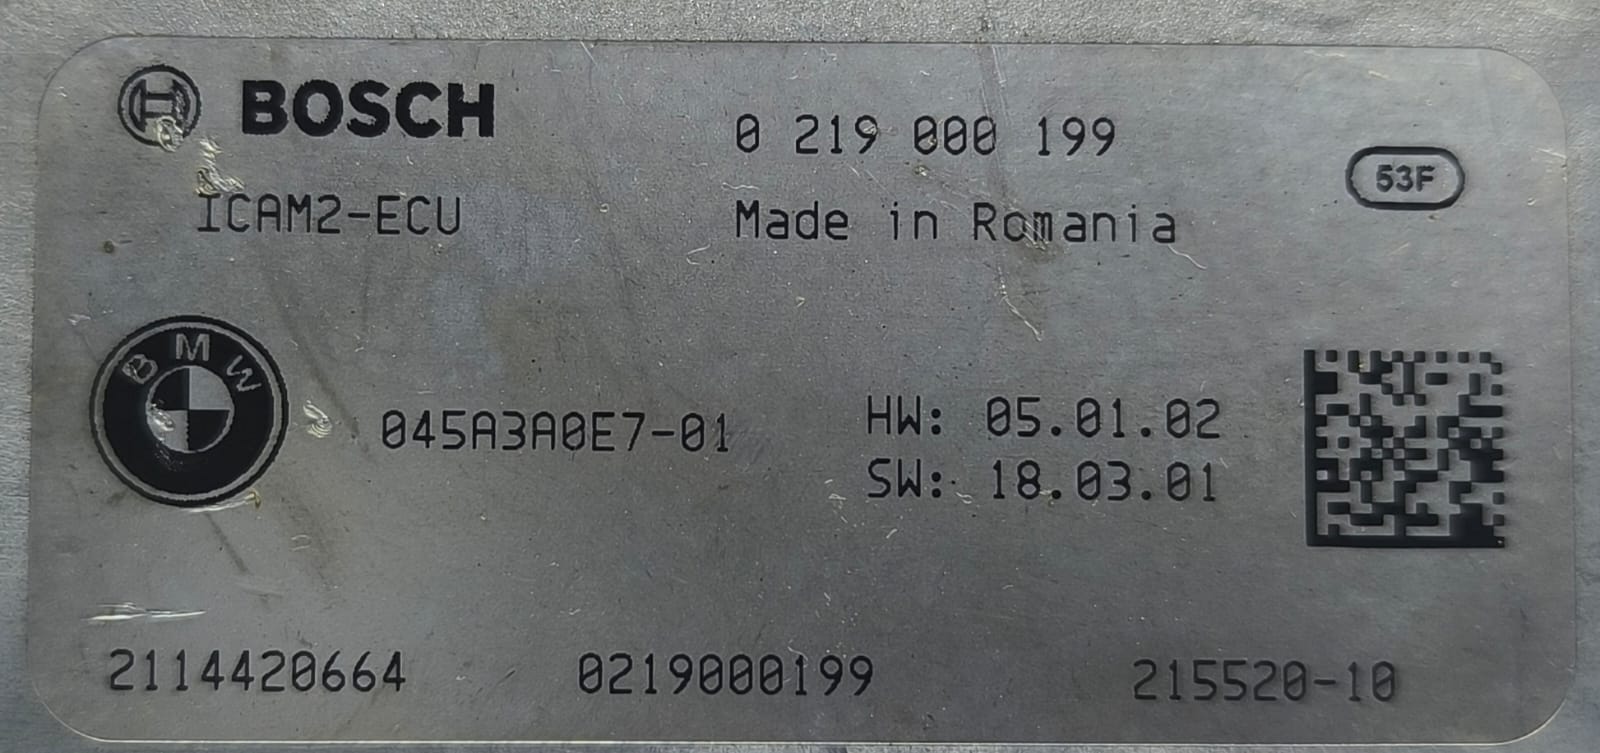 BOSCH
0 219 000 199
53F
ICAM2-ECU
Made in Romania
BMW
045A3A0E7-01
HW: 05.01.02
SW: 18.03.01
2114420664
0219000199
215520-10